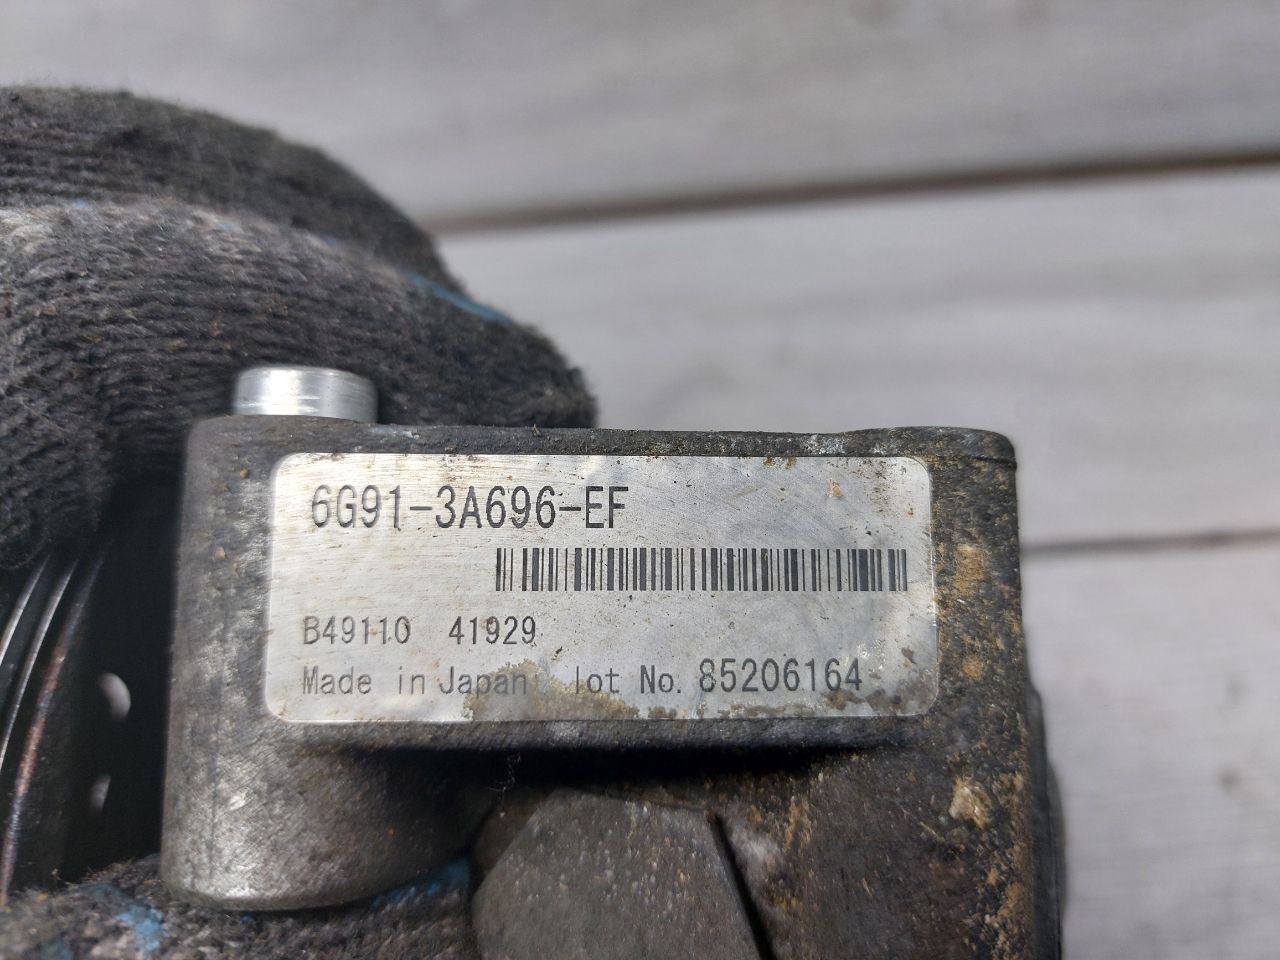 6G91-3A696-EF
B49110 41929
Made in Japan lot No. 85206164